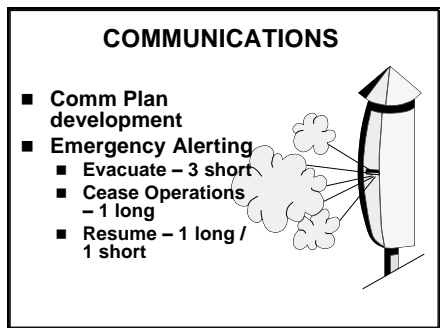 COMMUNICATIONS
■ Comm Plan
development
■ Emergency Alerting
■ Evacuate – 3 short
■ Cease Operations
– 1 long
■ Resume – 1 long /
1 short